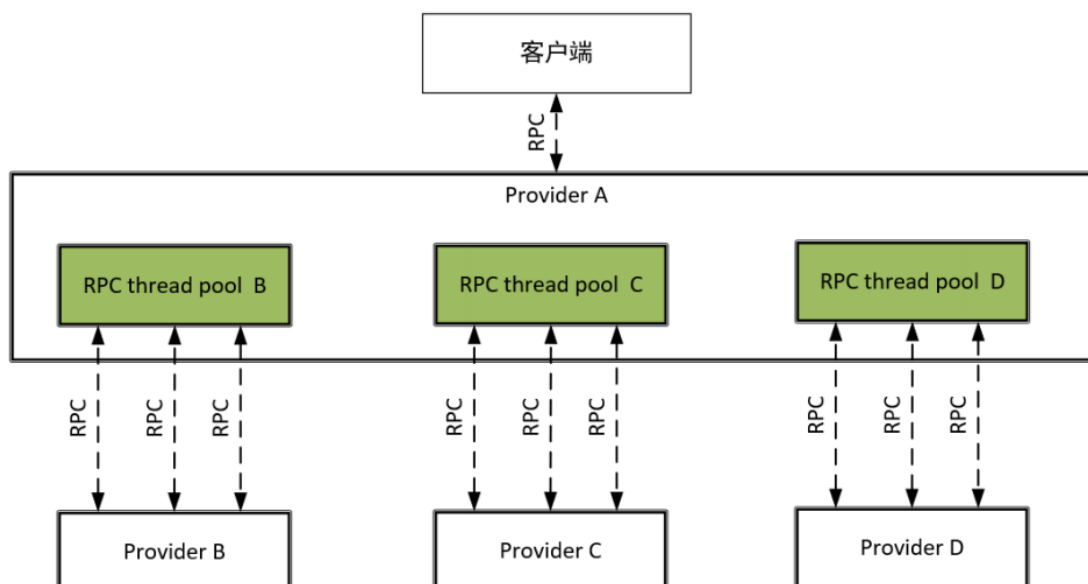 客户端
RPC
Provider A
RPC thread pool B
RPC thread pool C
RPC thread pool D
RPC
RPC
RPC
RPC
RPC
RPC
RPC
RPC
RPC
Provider B
Provider C
Provider D